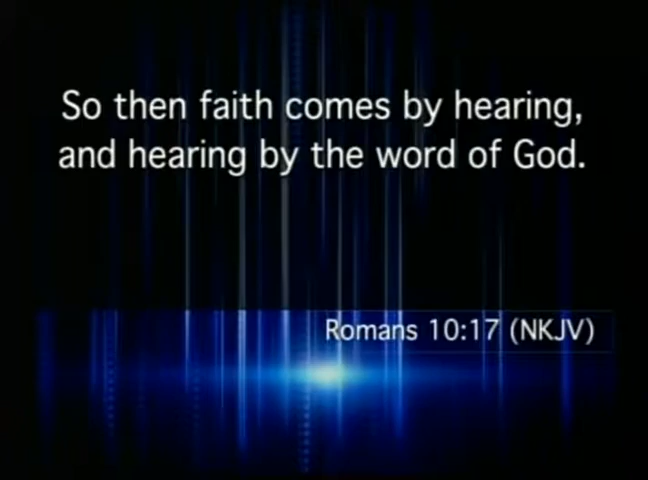 So then faith comes by hearing,
and hearing by the word of God.
Romans 10:17 (NKJV)